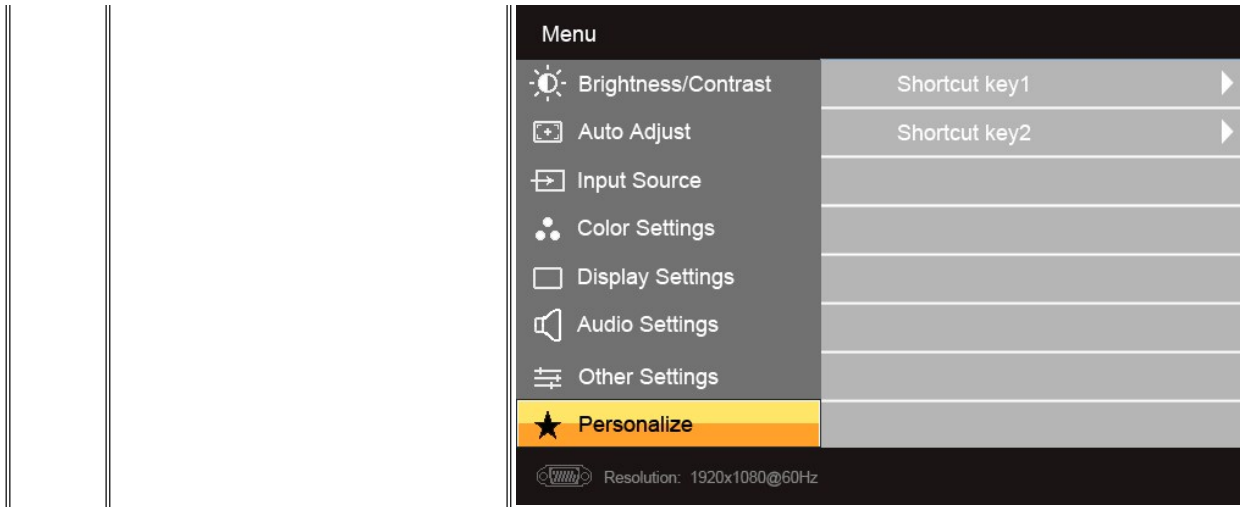 Menu
Brightness/Contrast
Shortcut key1
Auto Adjust
Shortcut key2
Input Source
Color Settings
Display Settings
Audio Settings
Other Settings
Personalize
Resolution: 1920x1080@60Hz